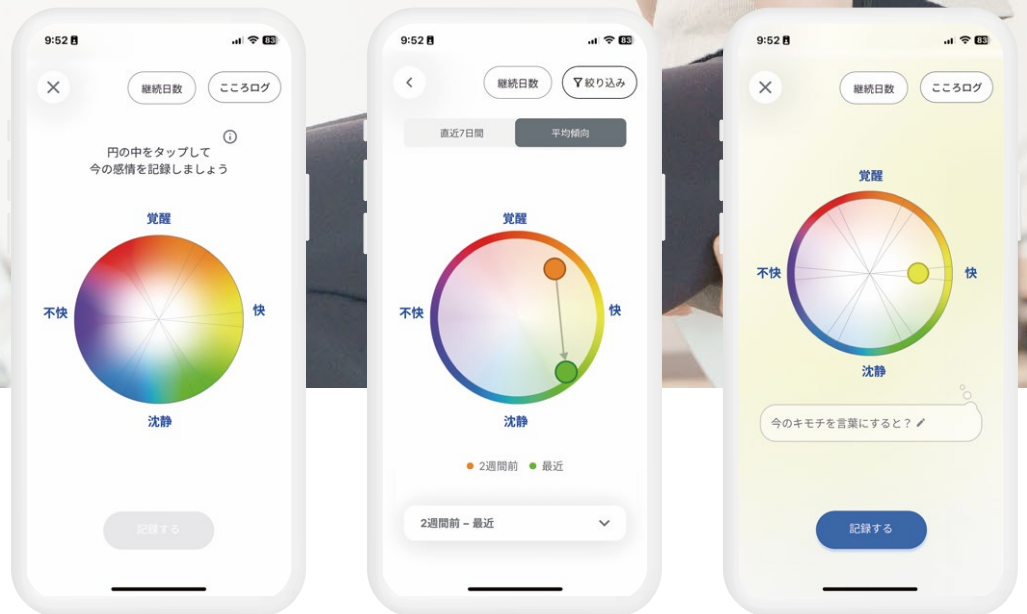 9:52
83
継続日数
こころログ
円の中をタップして
今の感情を記録しましょう
覚醒
不快
快
沈静
記録する
9:52
83
継続日数
絞り込み
直近7日間
平均傾向
覚醒
不快
快
沈静
2週間前
最近
2週間前 – 最近
9:52
83
継続日数
こころログ
覚醒
不快
快
沈静
今のキモチを言葉にすると？
記録する